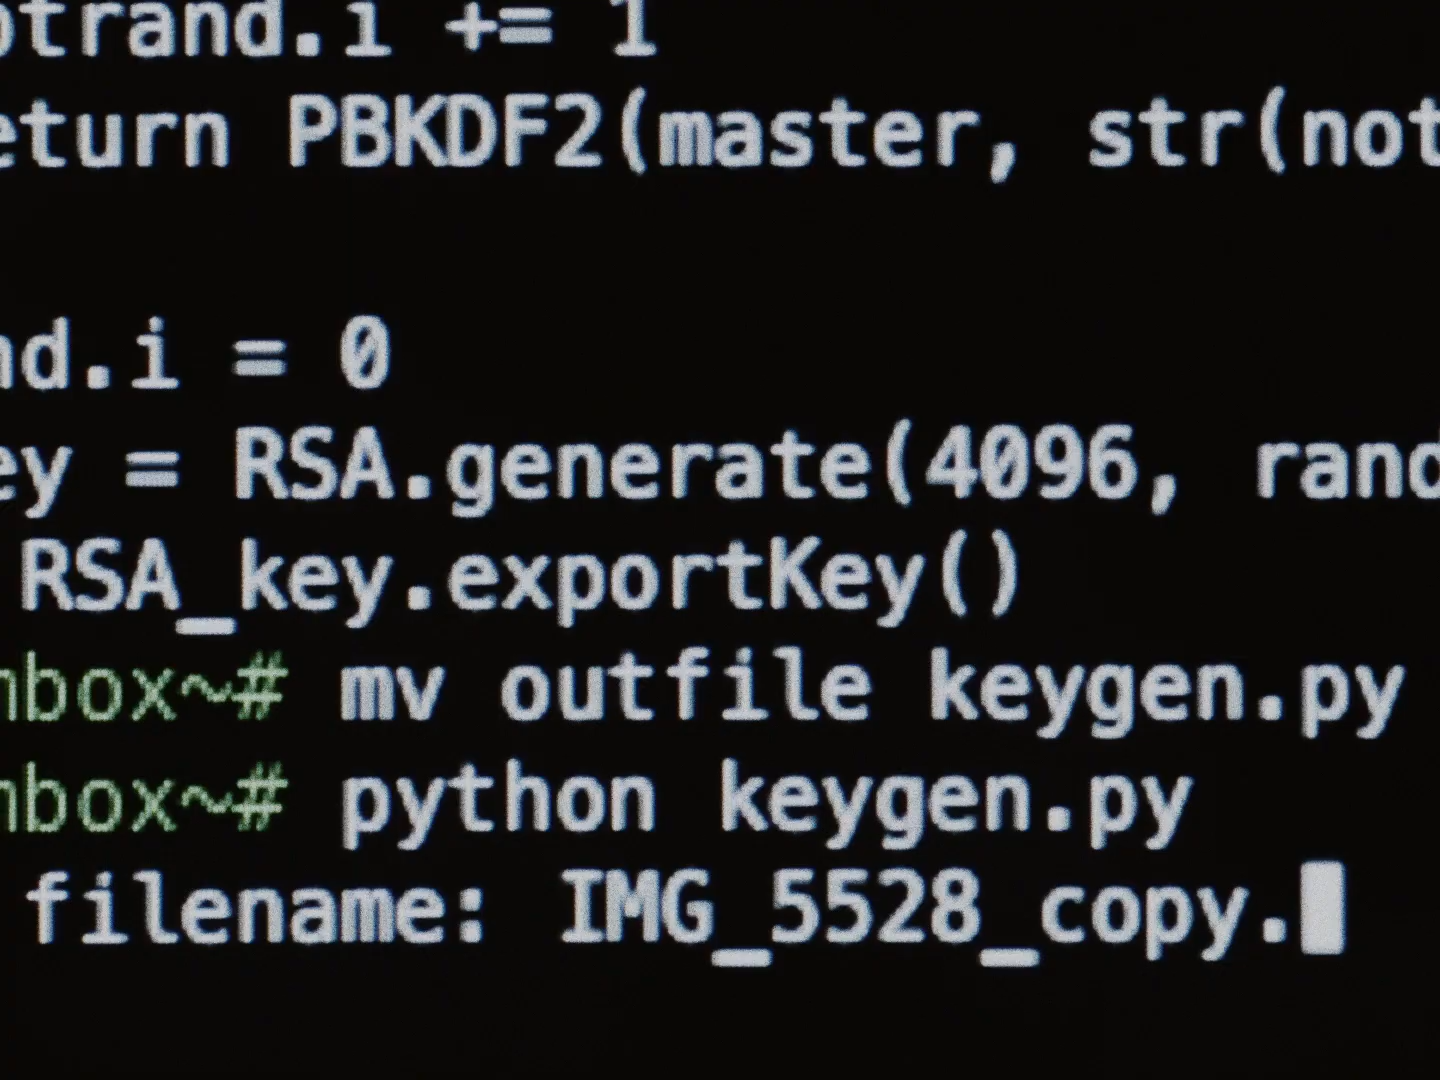 otrand.i += 1
eturn PBKDF2(master, str(not
nd.i = 0
ey = RSA.generate(4096, rand
RSA_key.exportKey()
nbox~# mv outfile keygen.py
nbox~# python keygen.py
filename: IMG_5528_copy.